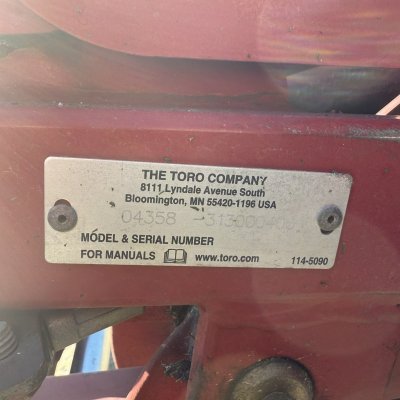 THE TORO COMPANY
8111 Lyndale Avenue South
Bloomington, MN 55420-1196 USA
04358
MODEL & SERIAL NUMBER
FOR MANUALS www.toro.com 114-5090